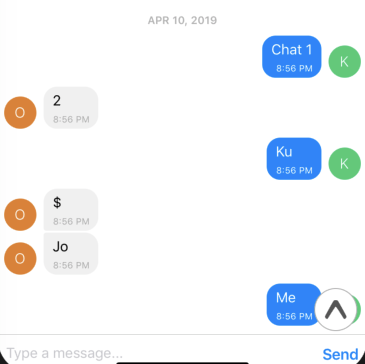 APR 10, 2019
Chat 1
8:56 PM
K
2
8:56 PM
O
Ku
8:56 PM
K
$
8:56 PM
O
Jo
8:56 PM
O
Me
8:56 PM
Type a message...
Send